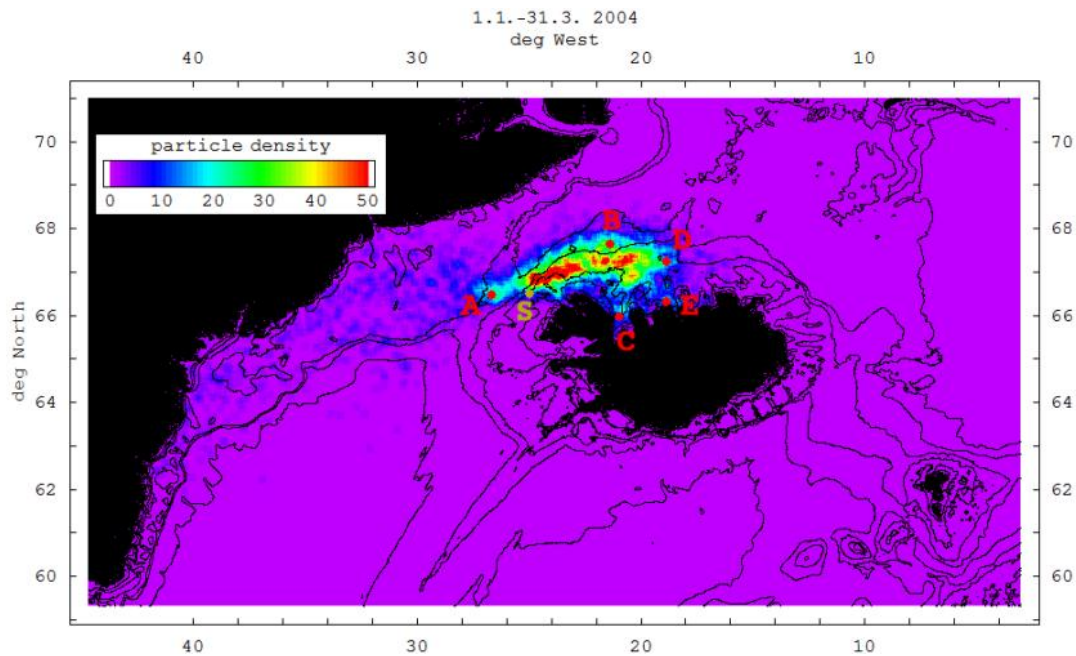 1.1.-31.3. 2004
deg West
40 30 20 10
particle density
0 10 20 30 40 50
70 70
68 68
B
D
A
S
E
66 66
C
deg North
64 64
62 62
60 60
40 30 20 10